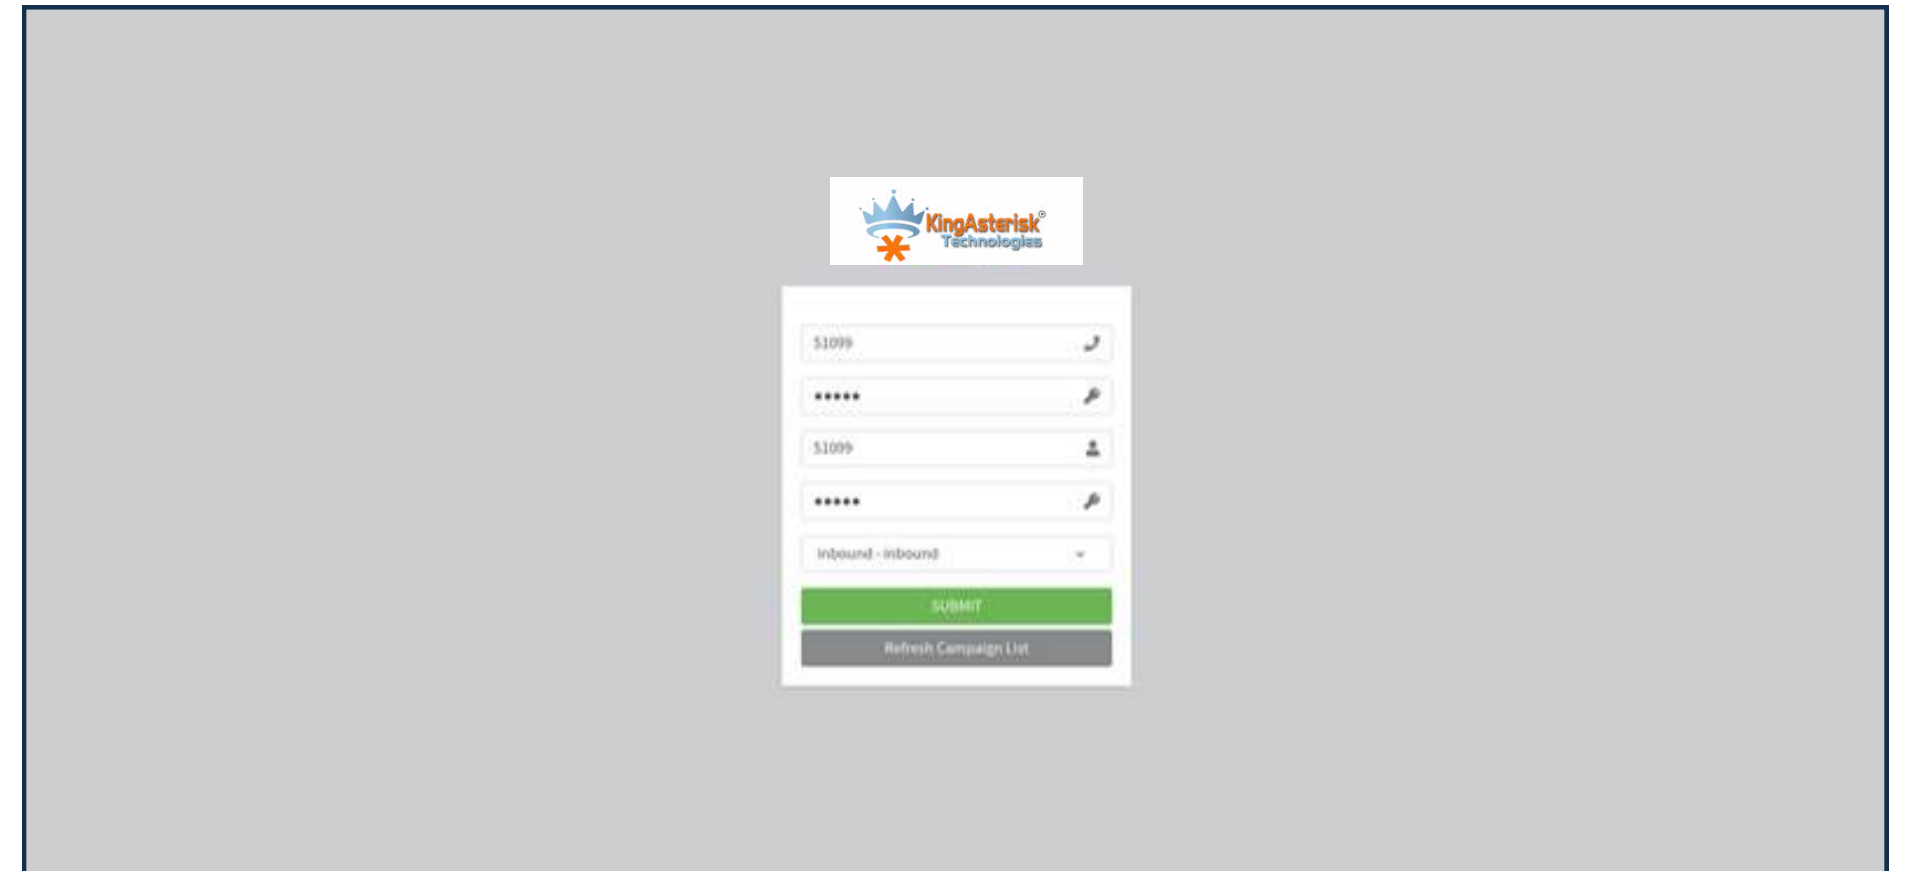 KingAsterisk®
Technologies
51099
•••••
51099
•••••
Inbound - inbound
SUBMIT
Refresh Campaign List